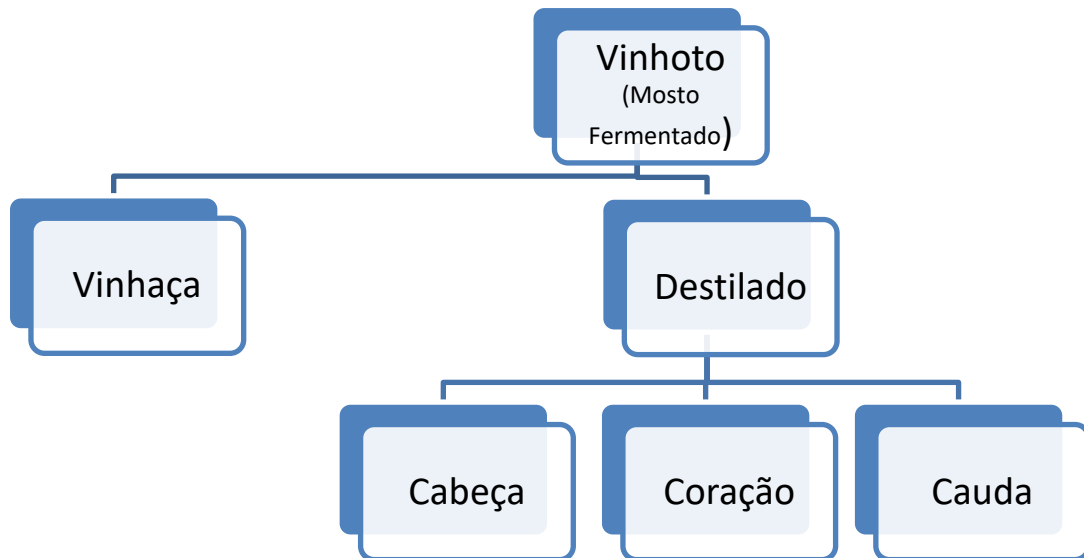 Vinhoto
(Mosto
Fermentado)
Vinhaça
Destilado
Cabeça
Coração
Cauda